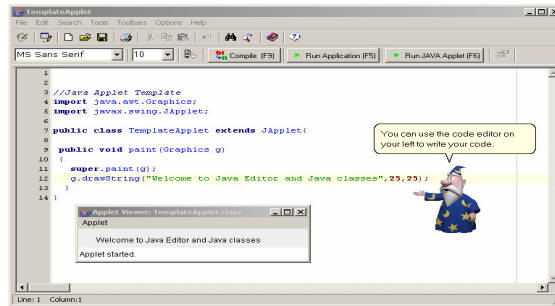 TemplateApplet
File Edit Search Tools Toolbars Options Help
MS Sans Serif 10 Compile (F9) Run Application (F5) Run JAVA Applet (F6)
1
2
3 //Java Applet Template
4 import java.awt.Graphics;
5 import javax.swing.JApplet;
6
7 public class TemplateApplet extends JApplet{
8
9 public void paint(Graphics g)
10 {
11 super.paint(g);
12 g.drawString("Welcome to Java Editor and Java classes",25,25);
13 }
14 }
You can use the code editor on
your left to write your code.
Applet Viewer: TemplateApplet.class
Applet
Welcome to Java Editor and Java classes
Applet started.
Line: 1 Column:1